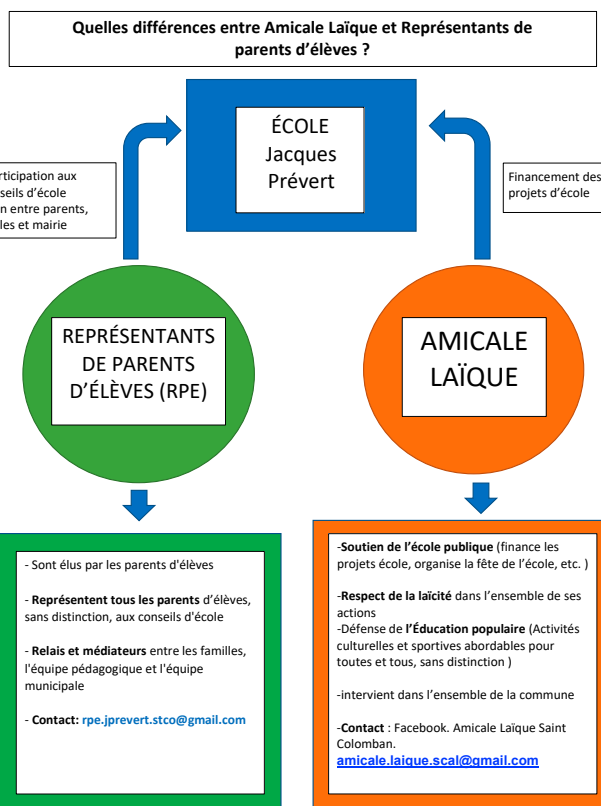 Quelles différences entre Amicale Laïque et Représentants de
parents d’élèves ?
ÉCOLE
Jacques
Prévert
rticipation aux
nseils d’école
n entre parents,
les et mairie
Financement des
projets d’école
REPRÉSENTANTS
DE PARENTS
D’ÉLÈVES (RPE)
AMICALE
LAÏQUE
- Sont élus par les parents d'élèves
- Représentent tous les parents d’élèves,
sans distinction, aux conseils d'école
- Relais et médiateurs entre les familles,
l'équipe pédagogique et l'équipe
municipale
- Contact: rpe.jprevert.stco@gmail.com
-Soutien de l’école publique (finance les
projets école, organise la fête de l’école, etc. )
-Respect de la laïcité dans l’ensemble de ses
actions
-Défense de l’Éducation populaire (Activités
culturelles et sportives abordables pour
toutes et tous, sans distinction )
-intervient dans l’ensemble de la commune
-Contact : Facebook. Amicale Laïque Saint
Colomban.
amicale.laique.scal@gmail.com